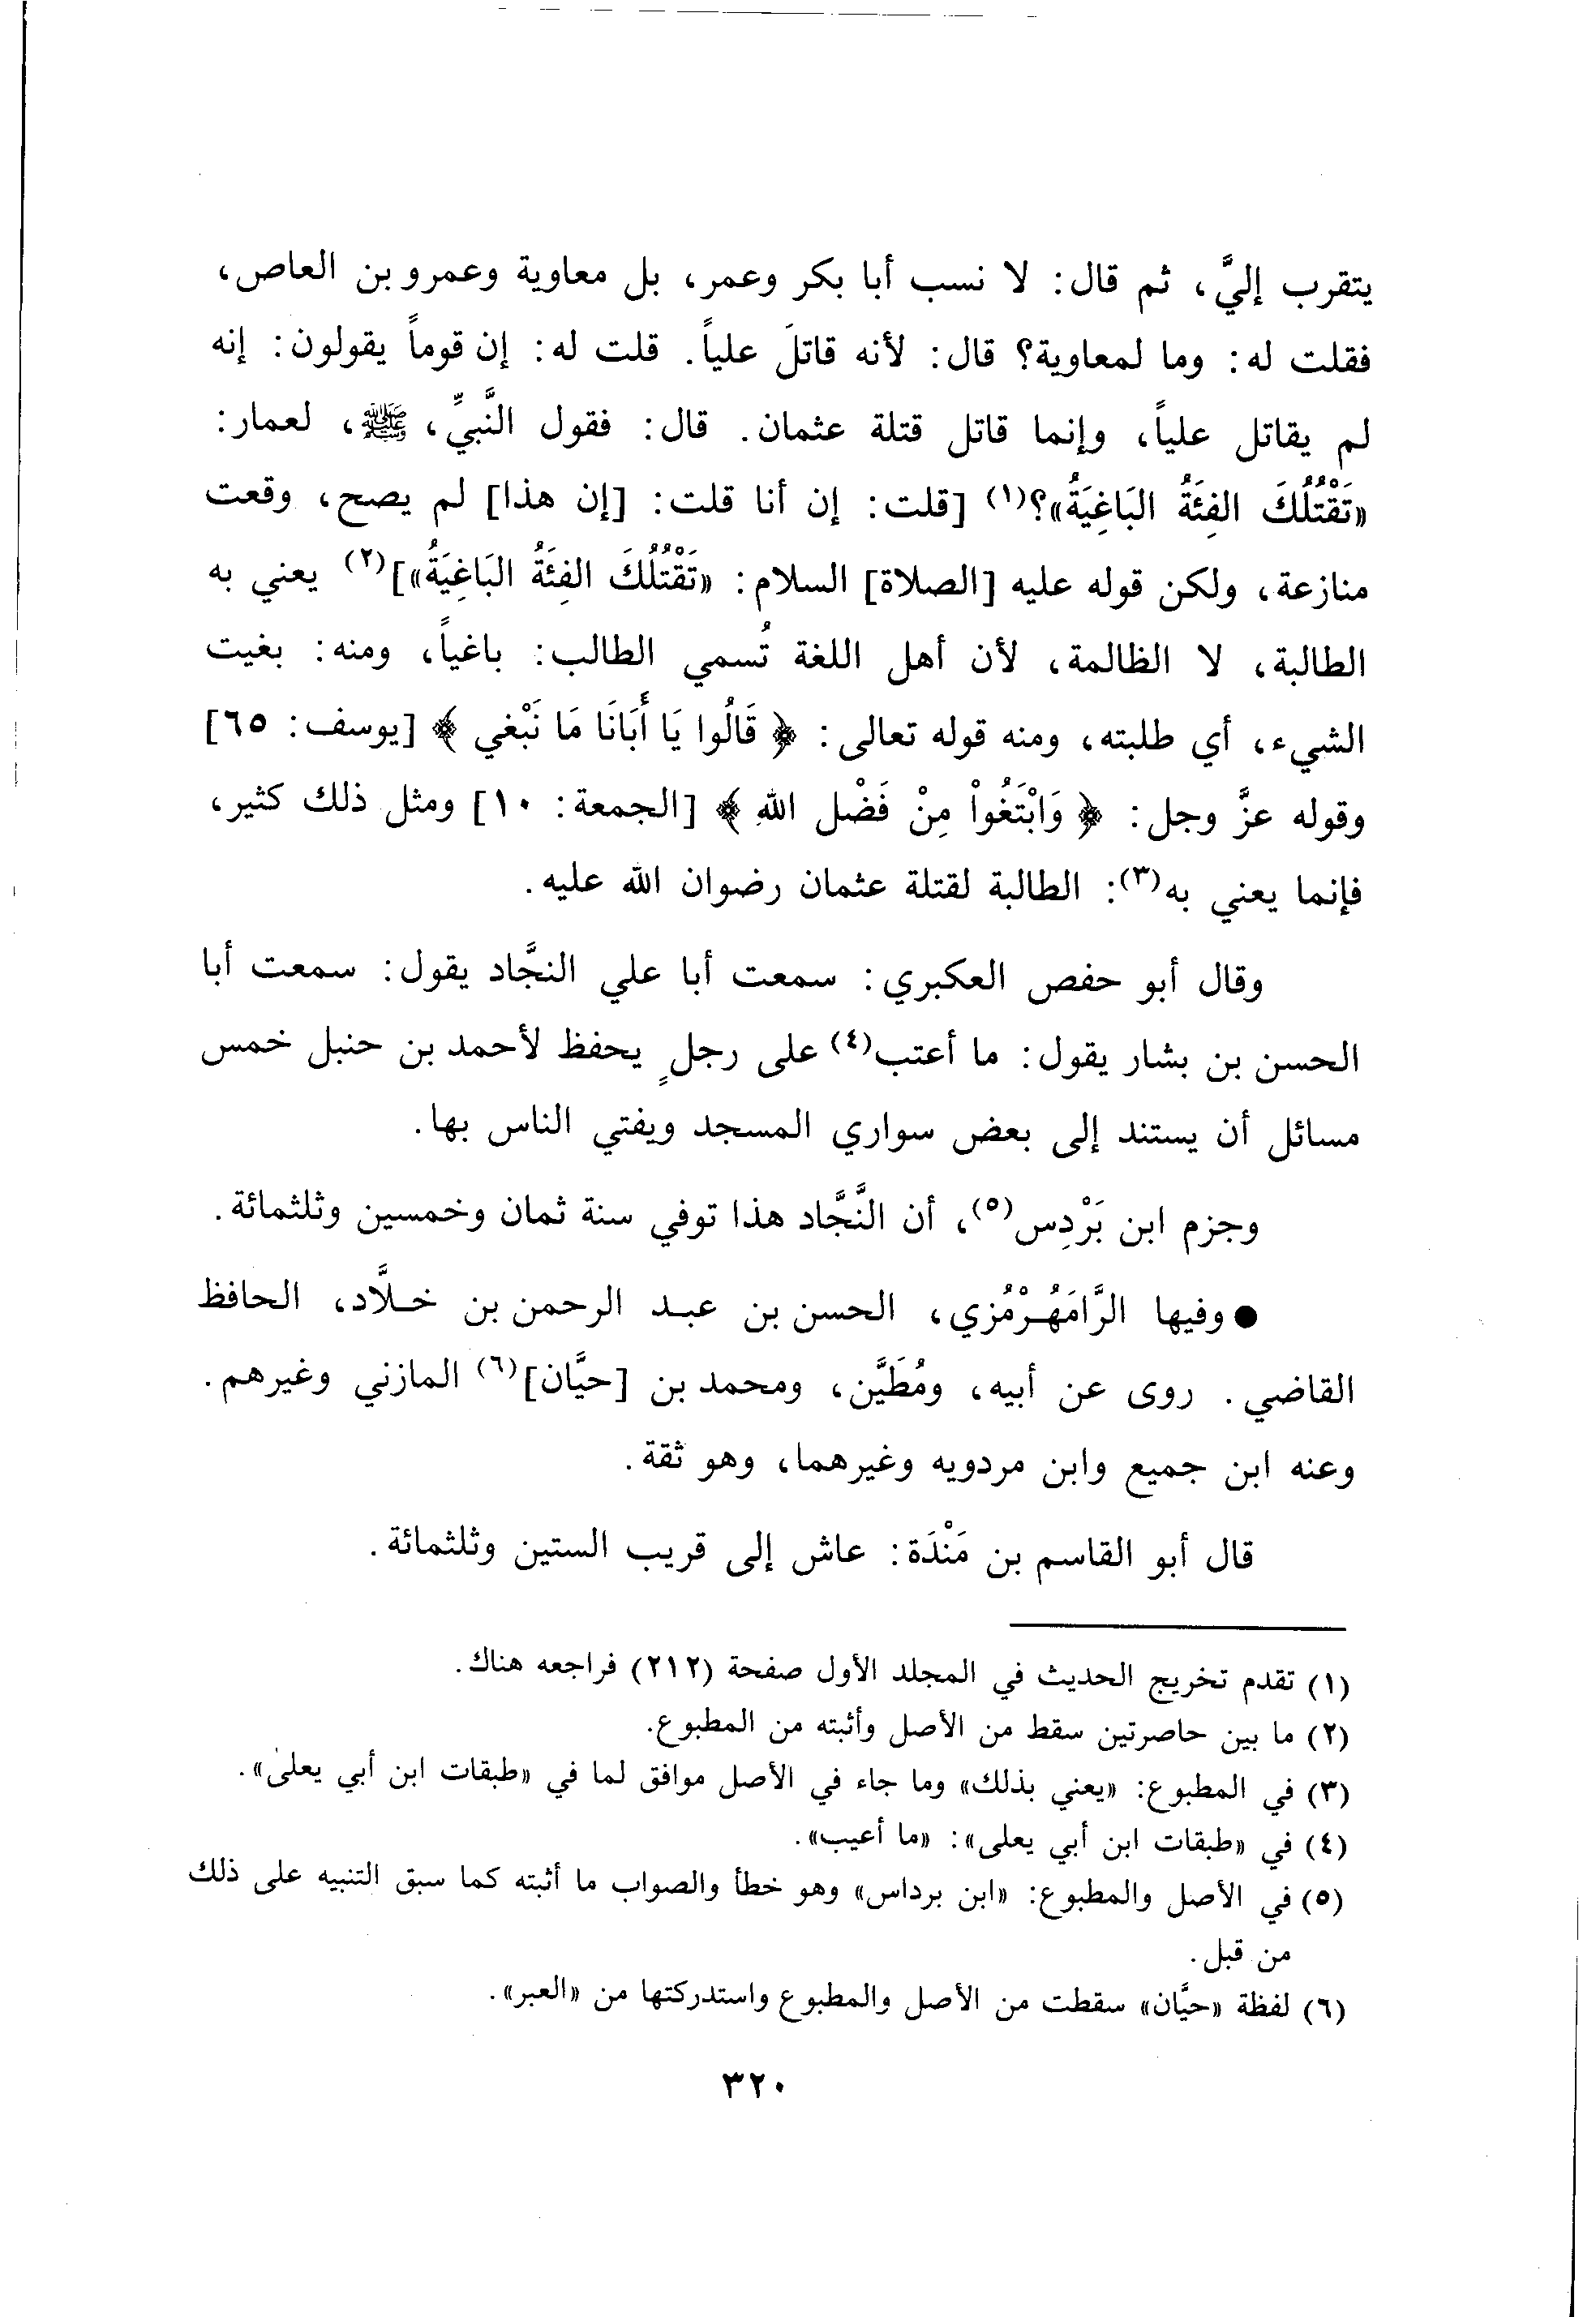 يتقرب إليَّ، ثم قال: لا نسب أبا بكر وعمر، بل معاوية وعمرو بن العاص،
فقلت له: وما لمعاوية؟ قال: لأنه قاتلَ علياً. قلت له: إن قوماً يقولون: إنه
لم يقاتل علياً، وإنما قاتل قتلة عثمان. قال: فقول النَّبيِّ، ﷺ، لعمار:
«تَقْتُلُكَ الفِئَةُ البَاغِيَةُ»؟(١) [قلت: إن أنا قلت: [إن هذا] لم يصح، وقعت
منازعة، ولكن قوله عليه [الصلاة] السلام: «تَقْتُلُكَ الفِئَةُ البَاغِيَةُ»](٢) يعني به
الطالبة، لا الظالمة، لأن أهل اللغة تُسمي الطالب: باغياً، ومنه: بغيت
الشيء، أي طلبته، ومنه قوله تعالى: ﴿ قَالُوا يَا أَبَانَا مَا نَبْغي ﴾ [يوسف: ٦٥]
وقوله عزَّ وجل: ﴿ وَابْتَغُواْ مِنْ فَضْل اللهِ ﴾ [الجمعة: ١٠] ومثل ذلك كثير،
فإنما يعني به(٣): الطالبة لقتلة عثمان رضوان الله عليه.
وقال أبو حفص العكبري: سمعت أبا علي النجَّاد يقول: سمعت أبا
الحسن بن بشار يقول: ما أعتب(٤) على رجلٍ يحفظ لأحمد بن حنبل خمس
مسائل أن يستند إلى بعض سواري المسجد ويفتي الناس بها.
وجزم ابن بَرْدِس(٥)، أن النَّجَّاد هذا توفي سنة ثمان وخمسين وثلثمائة.
● وفيها الرَّامَهُـرْمُزي، الحسن بن عبـد الرحمن بن خـلاَّد، الحافظ
القاضي. روى عن أبيه، ومُطَيَّن، ومحمد بن [حيَّان](٦) المازني وغيرهم.
وعنه ابن جميع وابن مردويه وغيرهما، وهو ثقة.
قال أبو القاسم بن مَنْدَة: عاش إلى قريب الستين وثلثمائة.
(١) تقدم تخريج الحديث في المجلد الأول صفحة (٢١٢) فراجعه هناك.
(٢) ما بين حاصرتين سقط من الأصل وأثبته من المطبوع.
(٣) في المطبوع: «يعني بذلك» وما جاء في الأصل موافق لما في «طبقات ابن أبي يعلى».
(٤) في «طبقات ابن أبي يعلى»: «ما أعيب».
(٥) في الأصل والمطبوع: «ابن برداس» وهو خطأ والصواب ما أثبته كما سبق التنبيه على ذلك
من قبل.
(٦) لفظة «حيَّان» سقطت من الأصل والمطبوع واستدركتها من «العبر».
٣٢٠